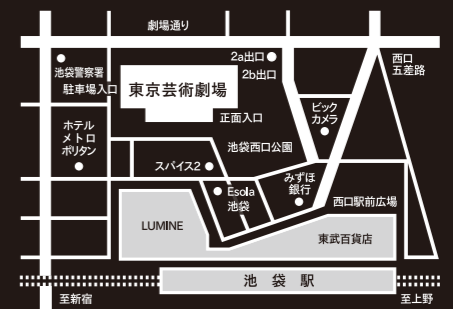 劇場通り
2a出口
2b出口
西口
五差路
池袋警察署
駐車場入口
東京芸術劇場
正面入口
ビック
カメラ
ホテル
メトロ
ポリタン
池袋西口公園
スパイス2
Esola
池袋
みずほ
銀行
西口駅前広場
LUMINE
東武百貨店
池袋駅
至新宿
至上野